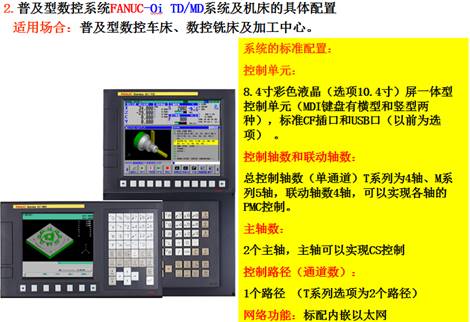 2.普及型数控系统FANUC-0i TD/MD系统及机床的具体配置
适用场合：普及型数控车床、数控铣床及加工中心。
系统的标准配置：
控制单元：
8.4寸彩色液晶（选项10.4寸）屏一体型
控制单元（MDI键盘有模型和竖型两
种），标准CF插口和USB口（以前为选
项）。
控制轴数和联动轴数：
总控制轴数（单通道）T系列为4轴、M系
列5轴，联动轴数4轴，可以实现各轴的
PMC控制。
主轴数：
2个主轴，主轴可以实现CS控制
控制路径（通道数）：
1个路径 （T系列选项为2个路径）
网络功能：标配内嵌以太网